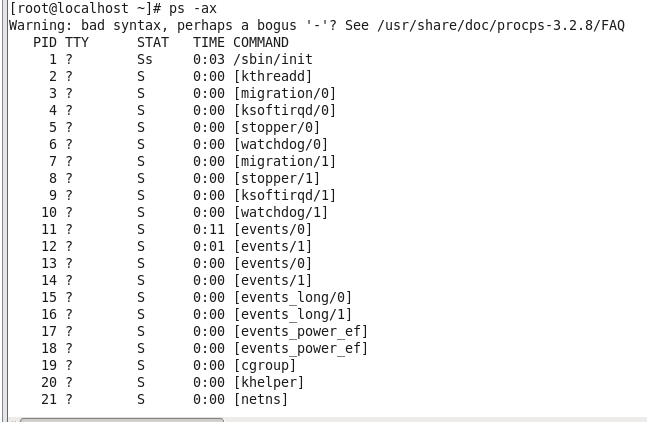 [root@localhost ~]# ps -ax
Warning: bad syntax, perhaps a bogus '-'? See /usr/share/doc/procps-3.2.8/FAQ
PID TTY STAT TIME COMMAND
1 ? Ss 0:03 /sbin/init
2 ? S 0:00 [kthreadd]
3 ? S 0:00 [migration/0]
4 ? S 0:00 [ksoftirqd/0]
5 ? S 0:00 [stopper/0]
6 ? S 0:00 [watchdog/0]
7 ? S 0:00 [migration/1]
8 ? S 0:00 [stopper/1]
9 ? S 0:00 [ksoftirqd/1]
10 ? S 0:00 [watchdog/1]
11 ? S 0:11 [events/0]
12 ? S 0:01 [events/1]
13 ? S 0:00 [events/0]
14 ? S 0:00 [events/1]
15 ? S 0:00 [events_long/0]
16 ? S 0:00 [events_long/1]
17 ? S 0:00 [events_power_ef]
18 ? S 0:00 [events_power_ef]
19 ? S 0:00 [cgroup]
20 ? S 0:00 [khelper]
21 ? S 0:00 [netns]